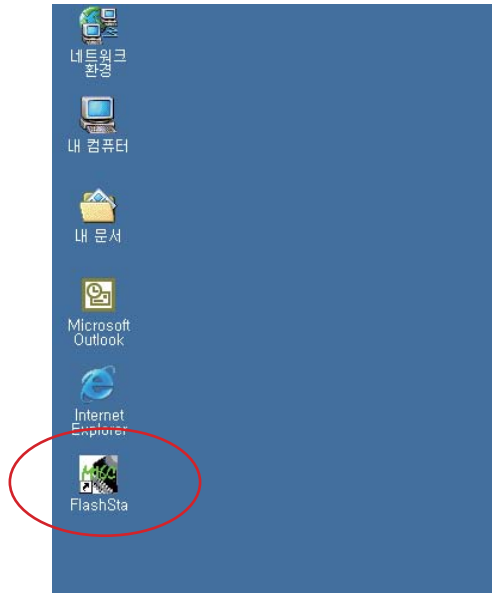 네트워크
환경
내 컴퓨터
내 문서
Microsoft
Outlook
Internet
Explorer
FlashSta